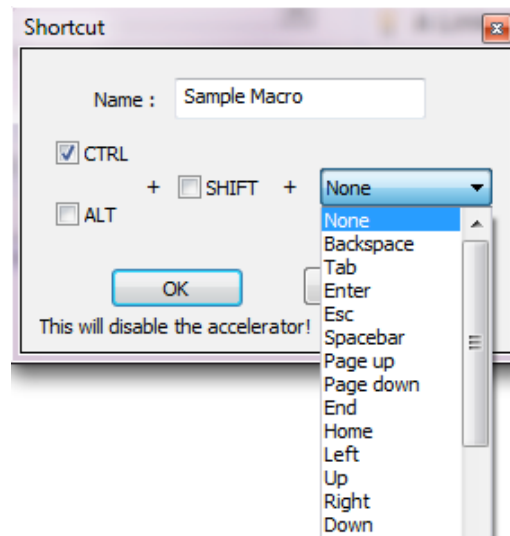 Shortcut
Name : Sample Macro
CTRL
+ SHIFT + None
ALT
None
Backspace
Tab
Enter
Esc
Spacebar
Page up
Page down
End
Home
Left
Up
Right
Down
OK
This will disable the accelerator!